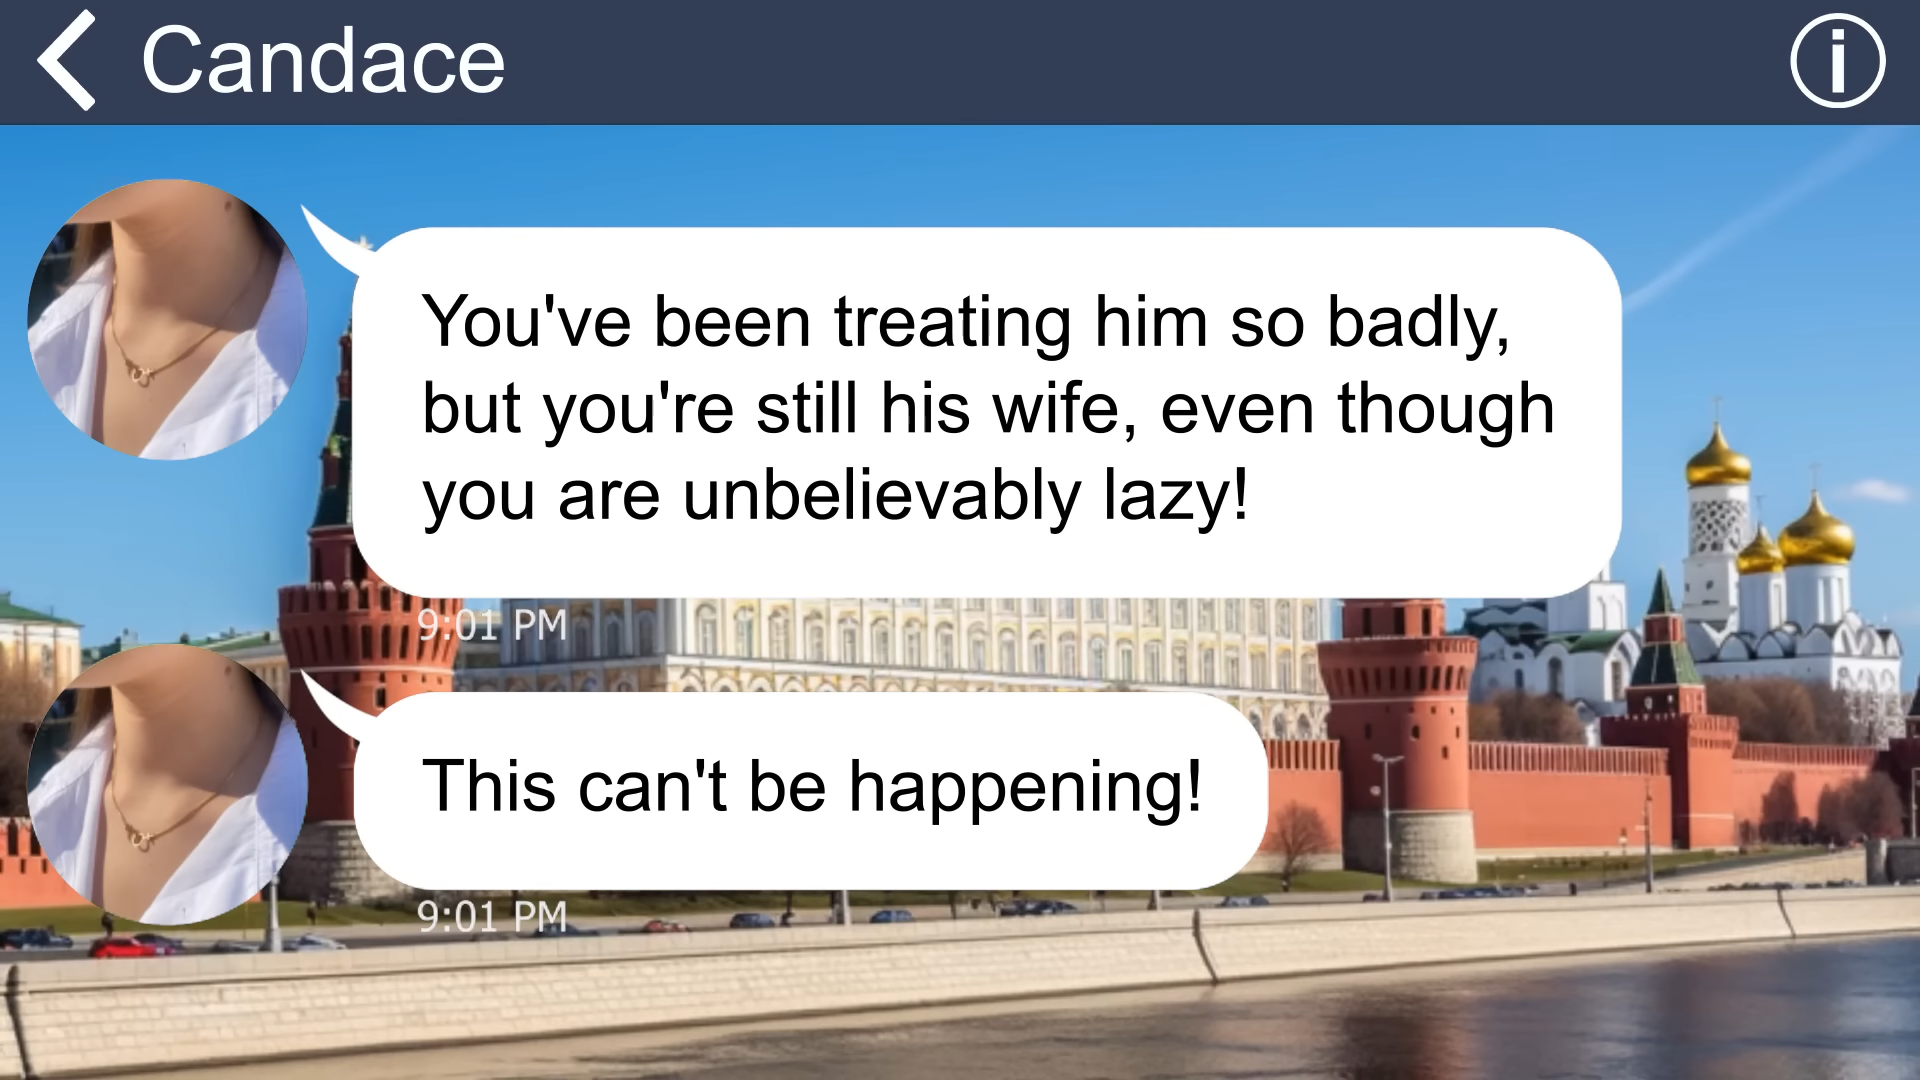 Candace
You've been treating him so badly,
but you're still his wife, even though
you are unbelievably lazy!
9:01 PM
This can't be happening!
9:01 PM